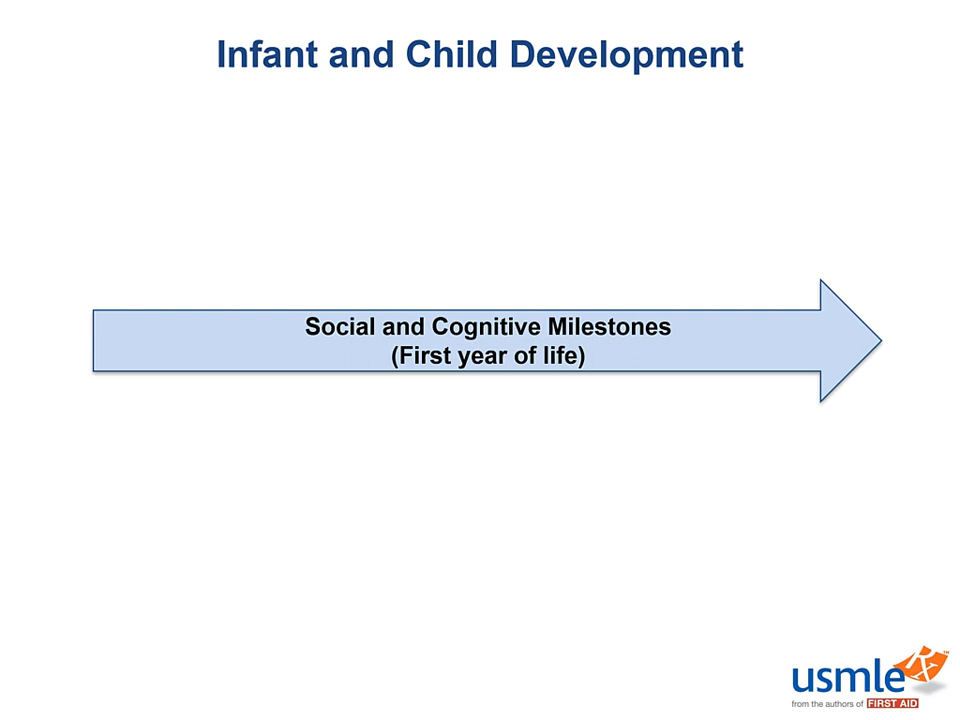 Infant and Child Development
Social and Cognitive Milestones
(First year of life)
usmle Rx™
from the authors of FIRST AID